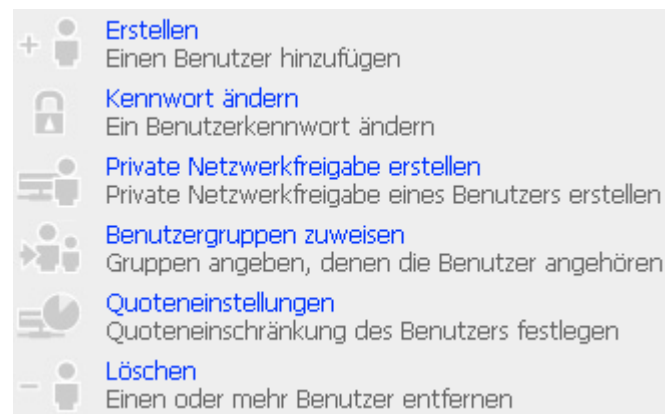 Erstellen
Einen Benutzer hinzufügen
Kennwort ändern
Ein Benutzerkennwort ändern
Private Netzwerkfreigabe erstellen
Private Netzwerkfreigabe eines Benutzers erstellen
Benutzergruppen zuweisen
Gruppen angeben, denen die Benutzer angehören
Quoteneinstellungen
Quoteneinschränkung des Benutzers festlegen
Löschen
Einen oder mehr Benutzer entfernen